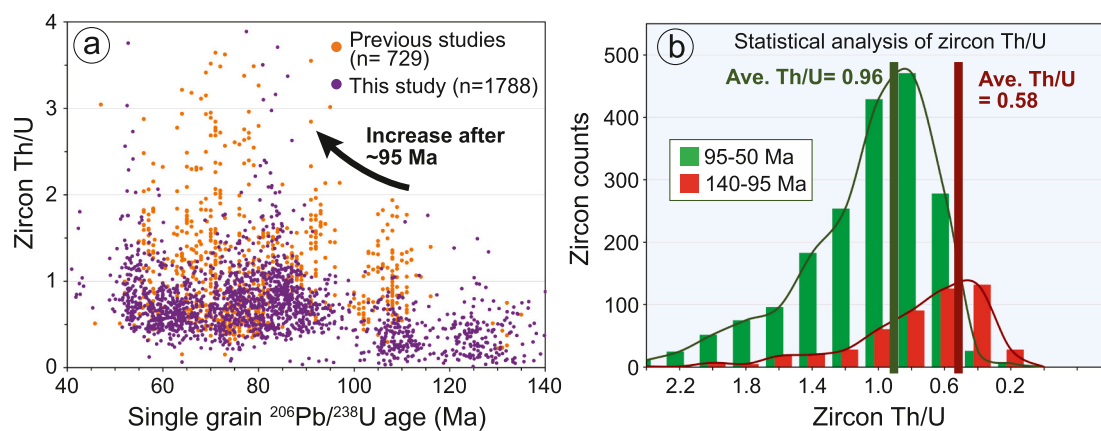 a
Previous studies
(n= 729)
This study (n=1788)
Increase after
~95 Ma
Zircon Th/U
4
3
2
1
0
40 60 80 100 120 140
Single grain ²⁰⁶Pb/²³⁸U age (Ma)
b
Statistical analysis of zircon Th/U
Ave. Th/U= 0.96
Ave. Th/U
= 0.58
95-50 Ma
140-95 Ma
Zircon counts
500
400
300
200
100
0
2.2 1.8 1.4 1.0 0.6 0.2
Zircon Th/U